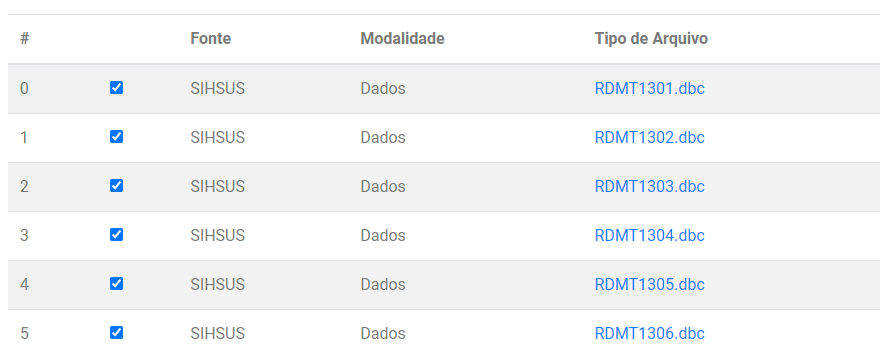 # Fonte Modalidade Tipo de Arquivo
0 SIHSUS Dados RDMT1301.dbc
1 SIHSUS Dados RDMT1302.dbc
2 SIHSUS Dados RDMT1303.dbc
3 SIHSUS Dados RDMT1304.dbc
4 SIHSUS Dados RDMT1305.dbc
5 SIHSUS Dados RDMT1306.dbc